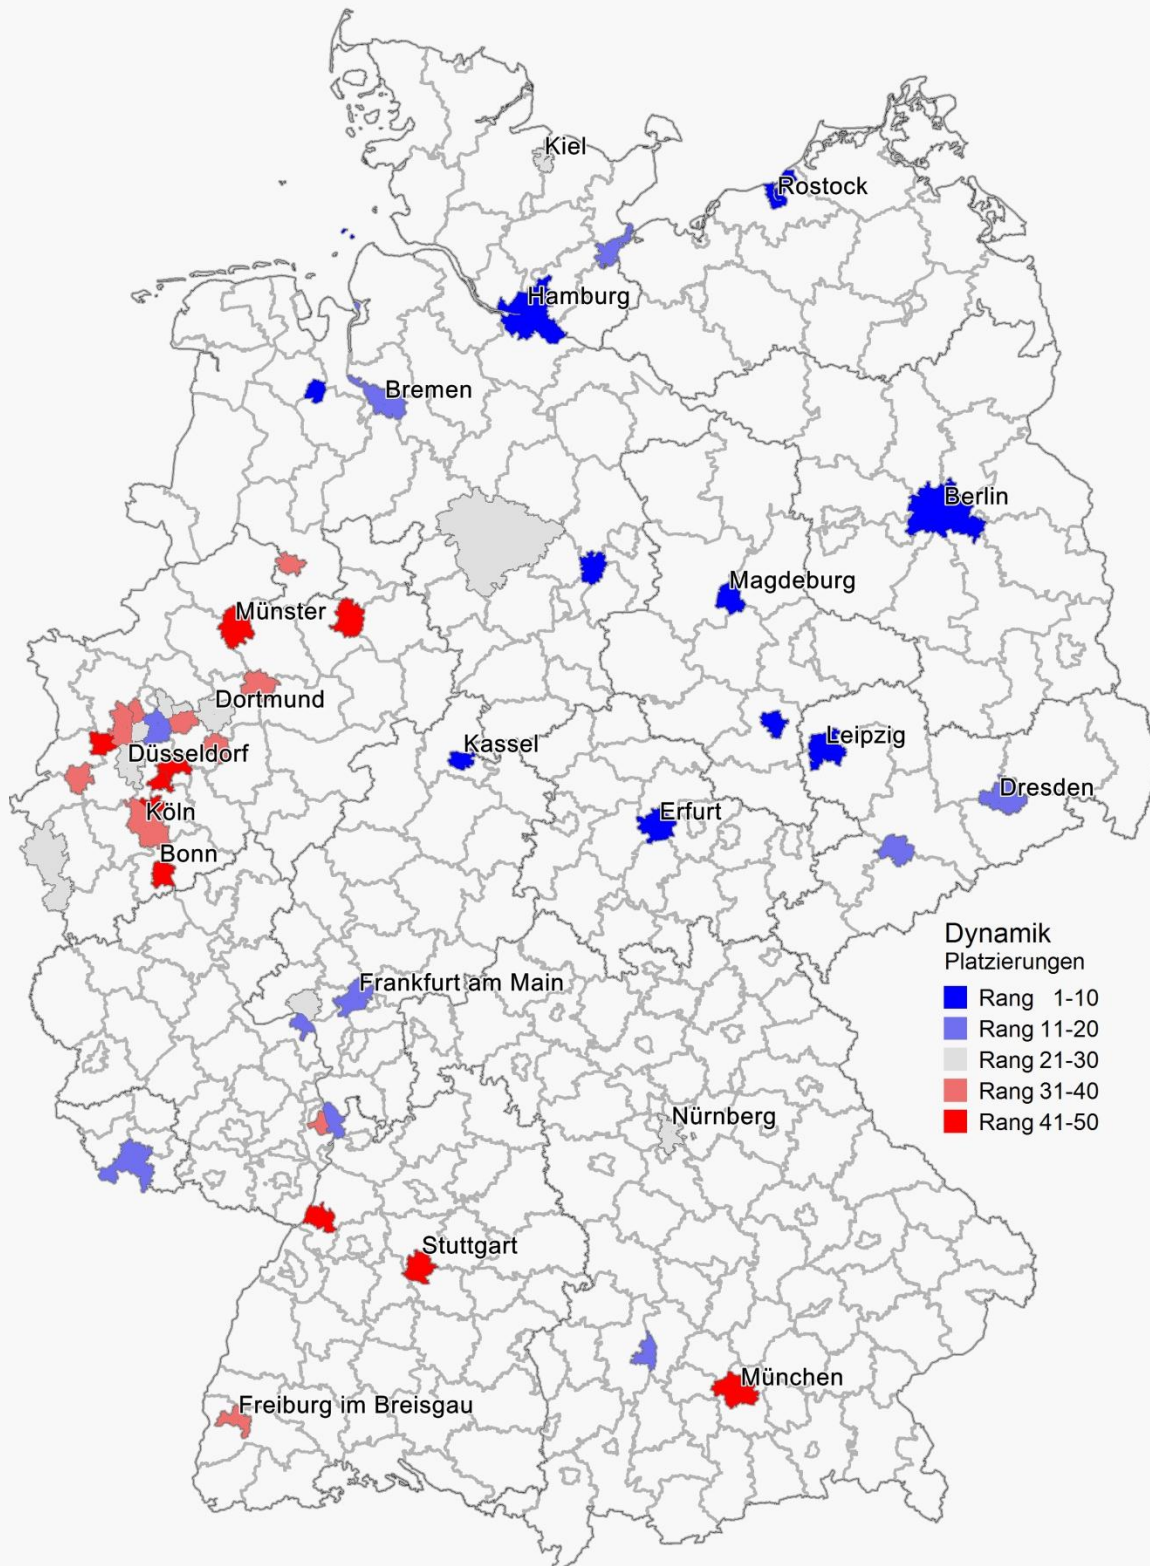 Kiel
Rostock
Hamburg
Bremen
Berlin
Magdeburg
Münster
Dortmund
Düsseldorf
Kassel
Leipzig
Dresden
Köln
Erfurt
Bonn
Dynamik
Platzierungen
Rang 1-10
Rang 11-20
Rang 21-30
Rang 31-40
Rang 41-50
Frankfurt am Main
Nürnberg
Stuttgart
München
Freiburg im Breisgau